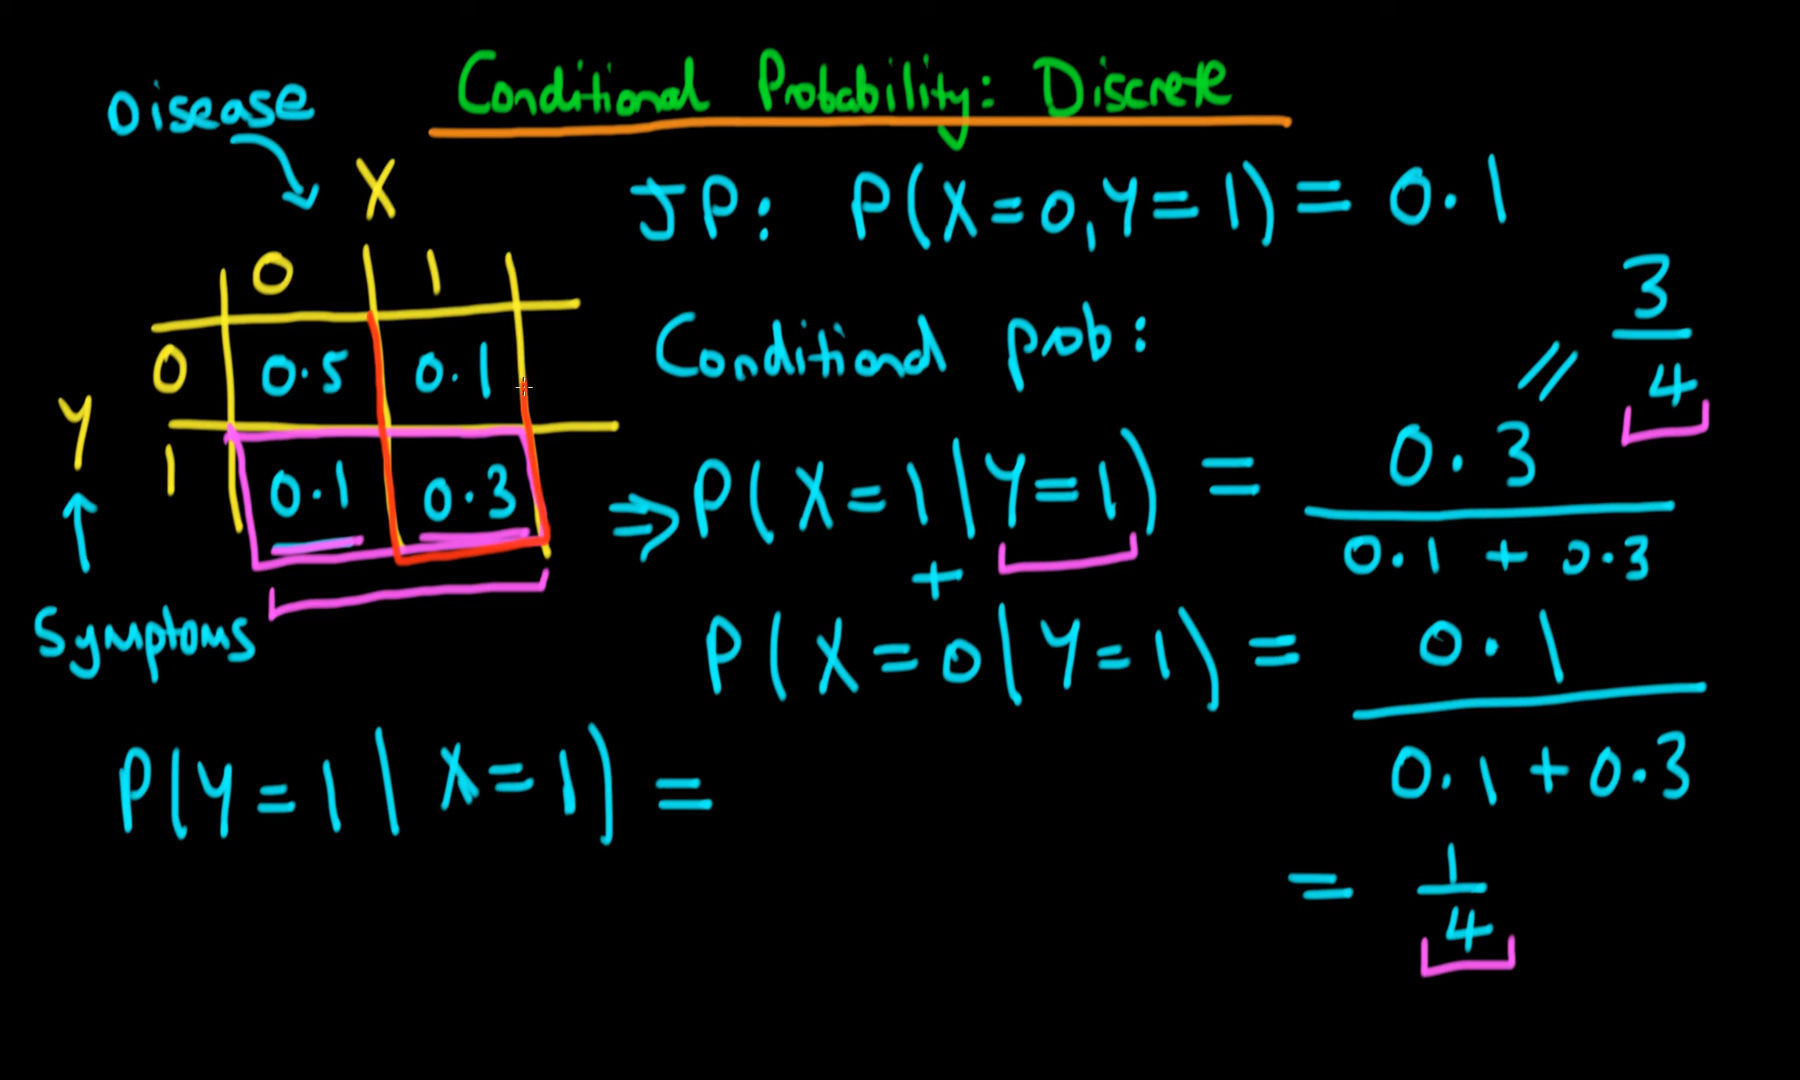 Conditional Probability: Discrete
Disease
X
JP: P(X=0,Y=1)=0.1
0 1
Conditional prob:
0 0.5 0.1
Y
1 0.1 0.3
⇒ P(X=1|Y=1) = 0.3 / 0.1 + 0.3 // 3/4
+
Symptoms
P(X=0|Y=1) = 0.1 / 0.1 + 0.3
= 1/4
P(Y=1|X=1) =